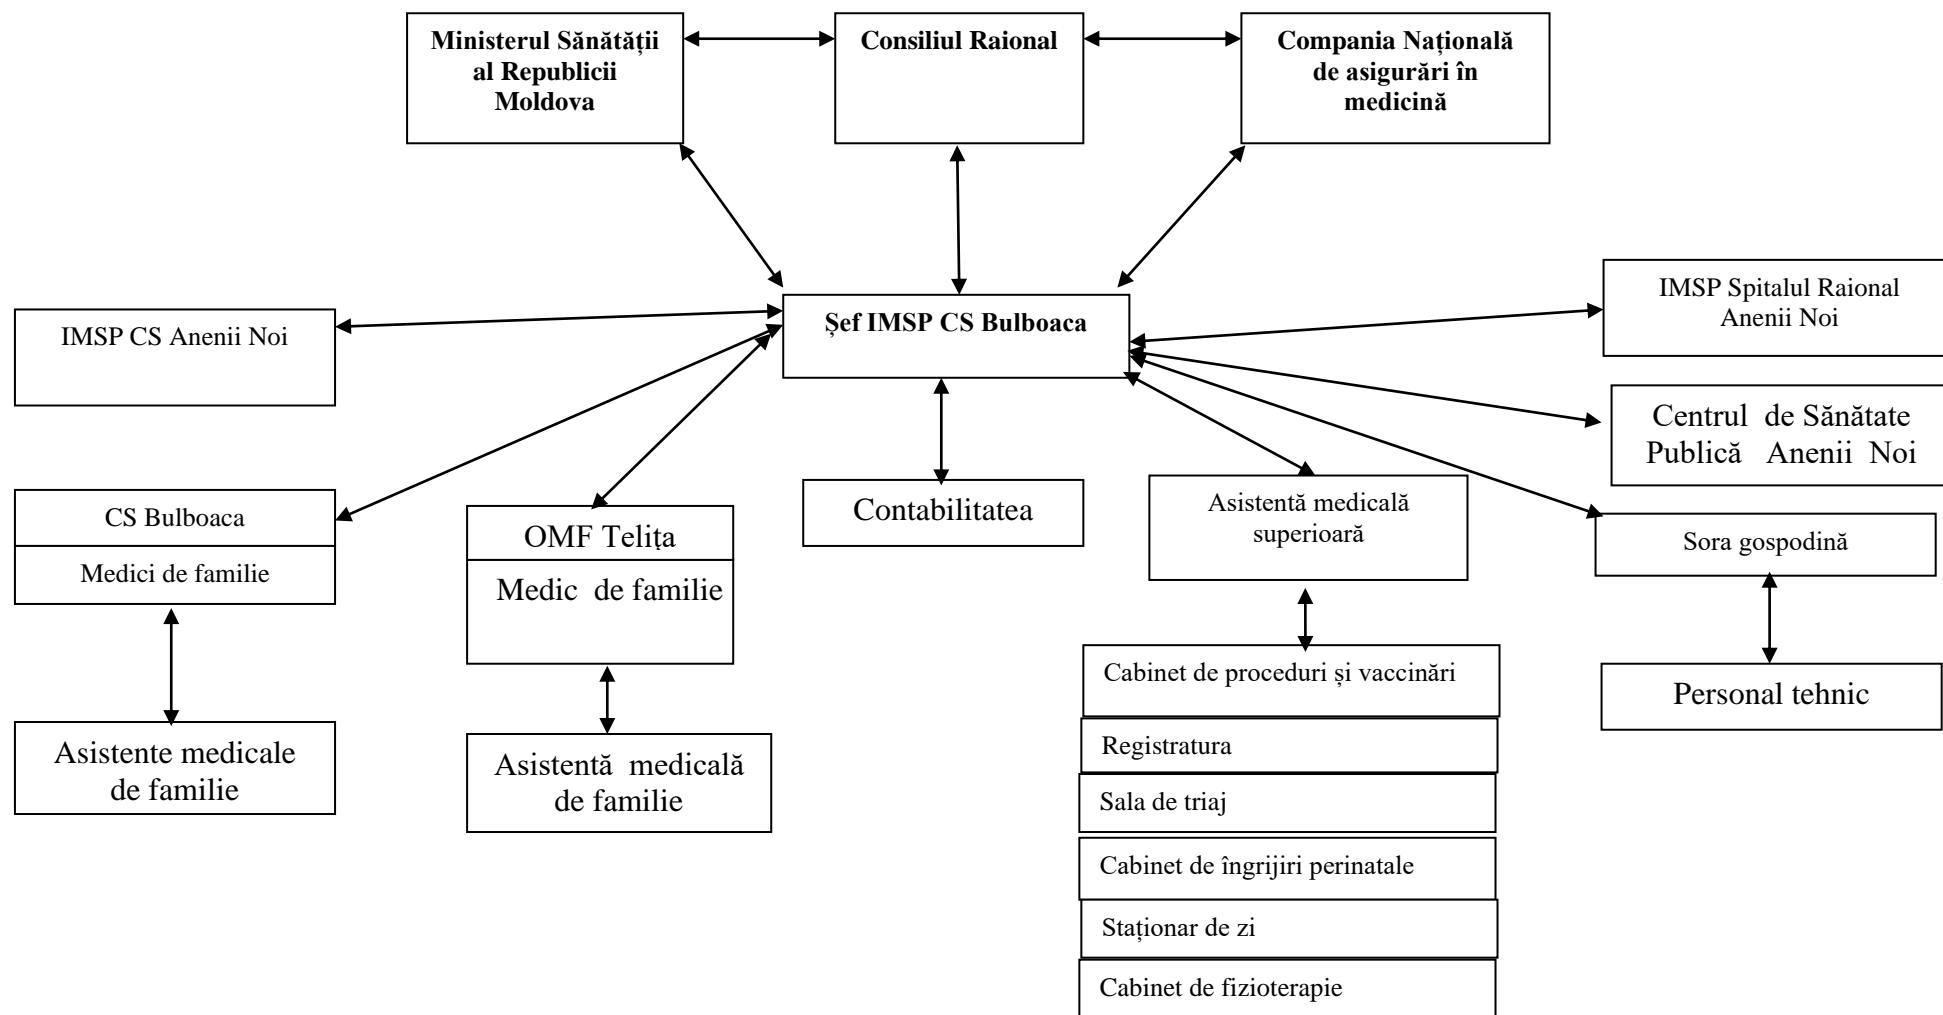 Ministerul Sănătății
al Republicii
Moldova
Consiliul Raional
Compania Națională
de asigurări în
medicină
IMSP CS Anenii Noi
Șef IMSP CS Bulboaca
IMSP Spitalul Raional
Anenii Noi
Centrul de Sănătate
Publică Anenii Noi
CS Bulboaca
Medici de familie
OMF Telița
Medic de familie
Contabilitatea
Asistentă medicală
superioară
Sora gospodină
Asistente medicale
de familie
Asistentă medicală
de familie
Cabinet de proceduri și vaccinări
Registratura
Sala de triaj
Cabinet de îngrijiri perinatale
Staționar de zi
Cabinet de fizioterapie
Personal tehnic